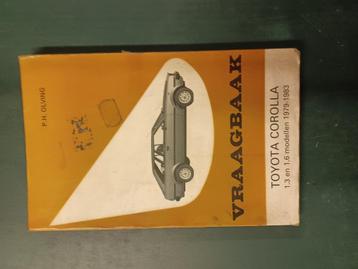 P.H. OLVING
VRAAGBAAK
TOYOTA COROLLA
1.3 en 1.6 modellen 1979-1983